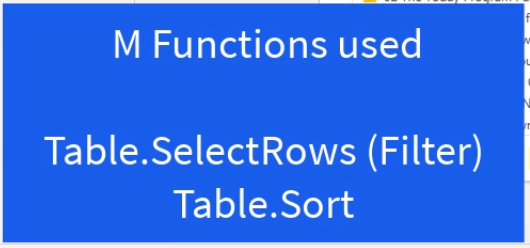 M Functions used
Table.SelectRows (Filter)
Table.Sort